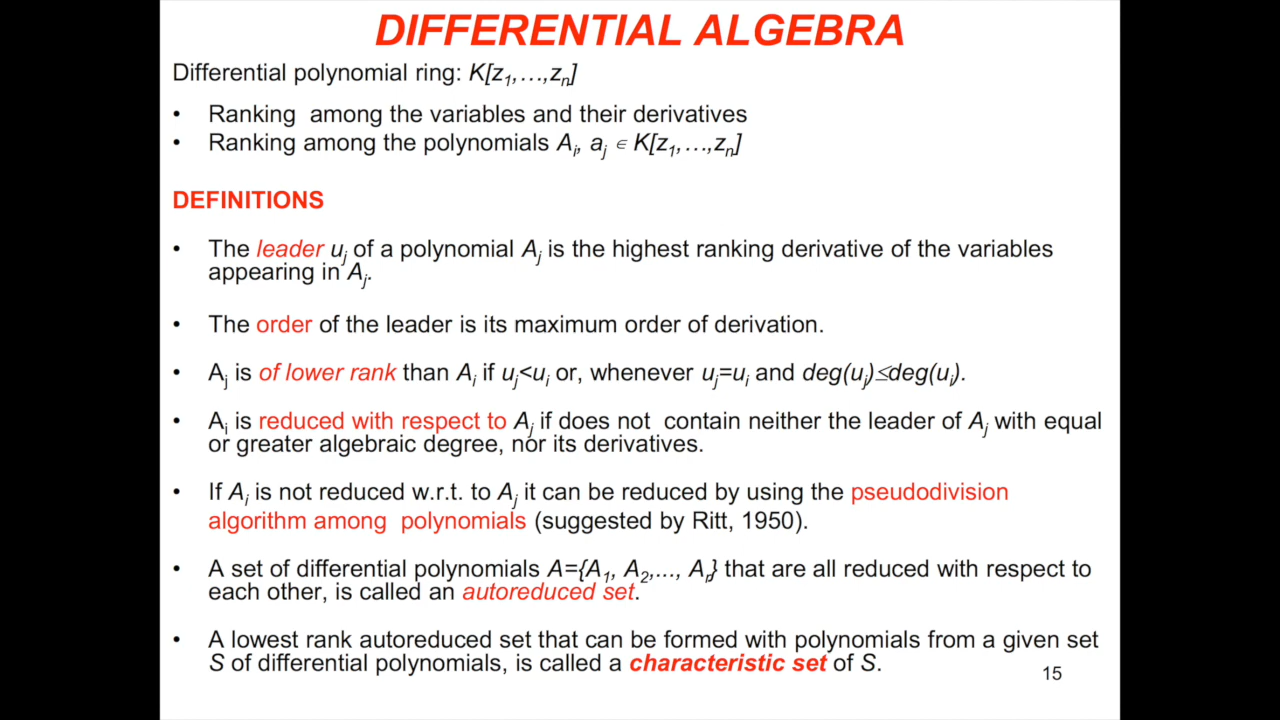 DIFFERENTIAL ALGEBRA
Differential polynomial ring: K[z1,…,zn]
• Ranking among the variables and their derivatives
• Ranking among the polynomials Ai, aj ∈ K[z1,…,zn]
DEFINITIONS
• The leader uj of a polynomial Aj is the highest ranking derivative of the variables
appearing in Aj.
• The order of the leader is its maximum order of derivation.
• Aj is of lower rank than Ai if uj<ui or, whenever uj=ui and deg(uj)≤deg(ui).
• Ai is reduced with respect to Aj if does not contain neither the leader of Aj with equal
or greater algebraic degree, nor its derivatives.
• If Ai is not reduced w.r.t. to Aj it can be reduced by using the pseudodivision
algorithm among polynomials (suggested by Ritt, 1950).
• A set of differential polynomials A={A1, A2,..., Ar} that are all reduced with respect to
each other, is called an autoreduced set.
• A lowest rank autoreduced set that can be formed with polynomials from a given set
S of differential polynomials, is called a characteristic set of S.
15